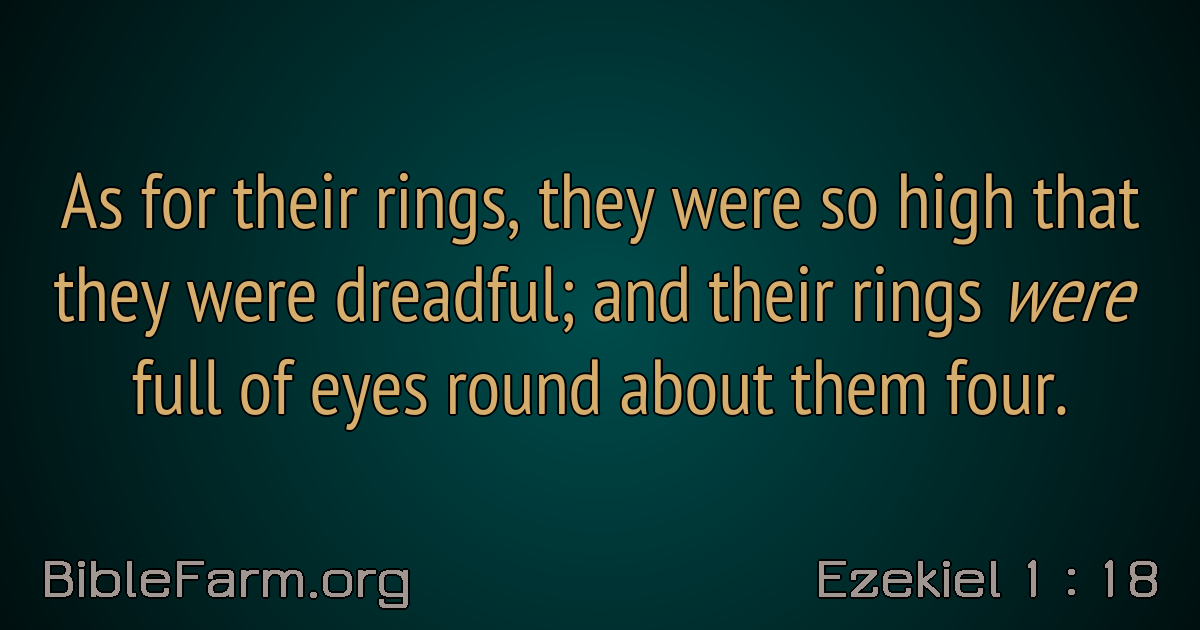 As for their rings, they were so high that
they were dreadful; and their rings were
full of eyes round about them four.
BibleFarm.org
Ezekiel 1 : 18